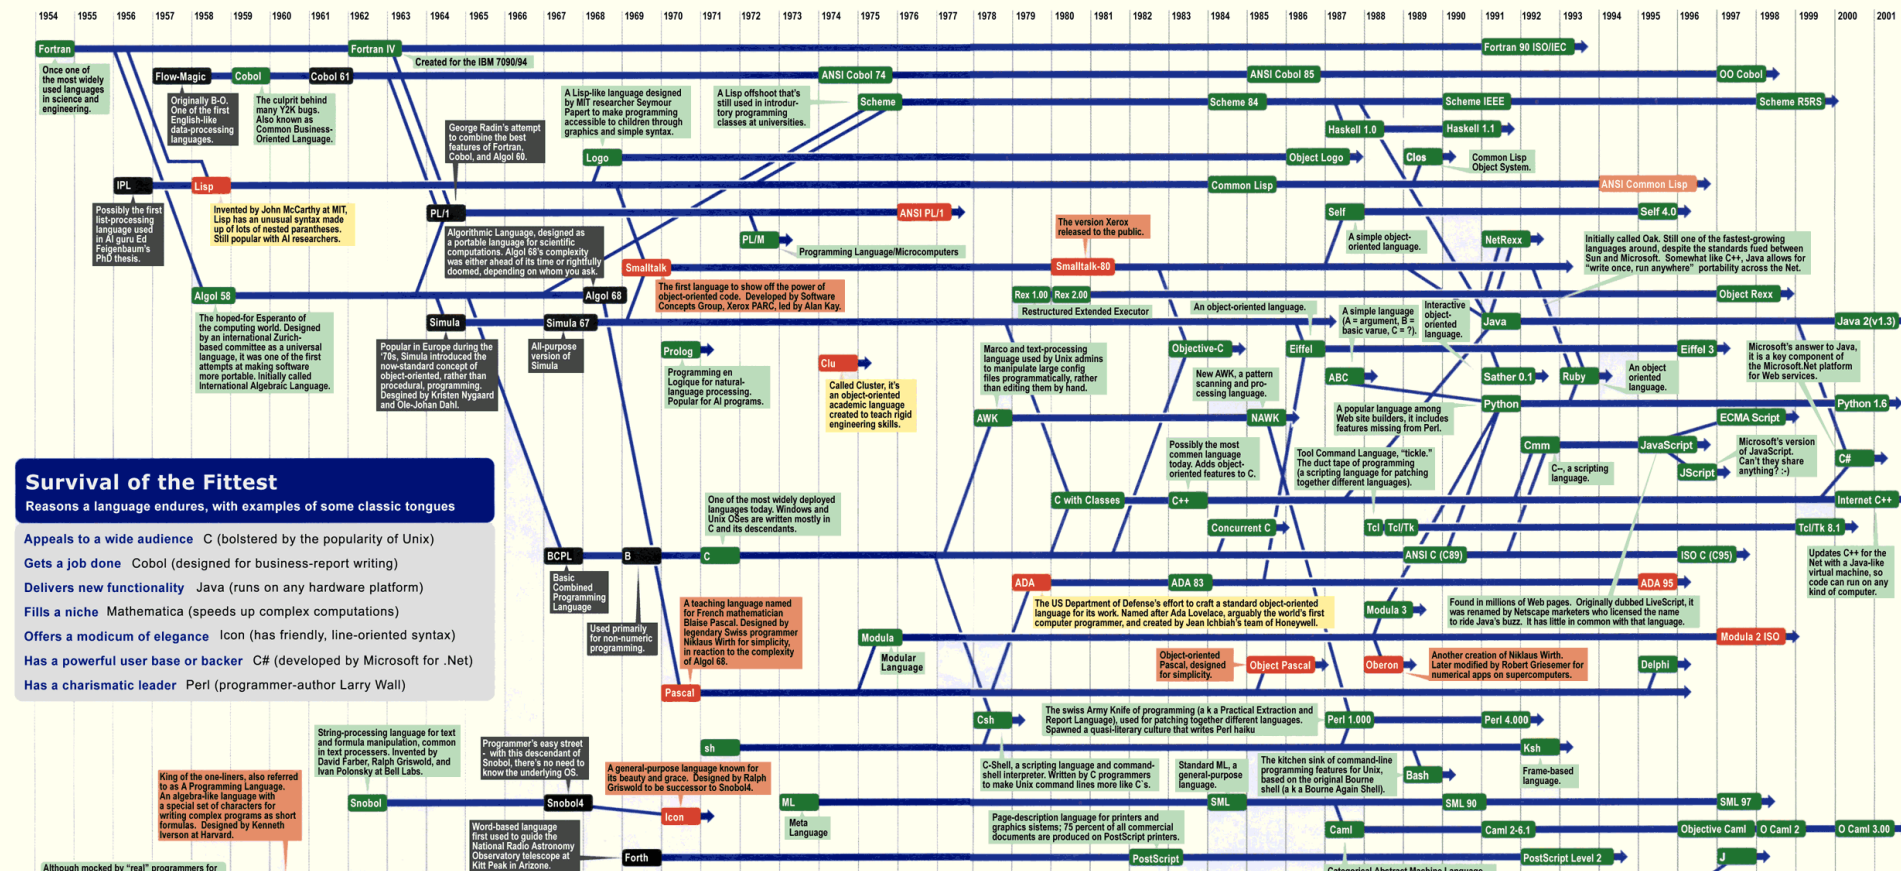 1954 1955 1956 1957 1958 1959 1960 1961 1962 1963 1964 1965 1966 1967 1968 1969 1970 1971 1972 1973 1974 1975 1976 1977 1978 1979 1980 1981 1982 1983 1984 1985 1986 1987 1988 1989 1990 1991 1992 1993 1994 1995 1996 1997 1998 1999 2000 2001
Fortran
Fortran IV
Fortran 90 ISO/IEC
Once one of
the most widely
used languages
in science and
engineering.
Created for the IBM 7090/94
Flow-Magic
Cobol
Cobol 61
ANSI Cobol 74
ANSI Cobol 85
OO Cobol
Originally B-O.
One of the first
English-like
data-processing
languages.
The culprit behind
many Y2K bugs.
Also known as
Common Business-
Oriented Language.
A Lisp-like language designed
by MIT researcher Seymour
Papert to make programming
accessible to children through
graphics and simple syntax.
A Lisp offshoot that's
still used in introdur-
tory programming
classes at universities.
Scheme
Scheme 84
Scheme IEEE
Scheme R5RS
George Radin's attempt
to combine the best
features of Fortran,
Cobol, and Algol 60.
Haskell 1.0
Haskell 1.1
Logo
Object Logo
Clos
Common Lisp
Object System.
IPL
Lisp
Common Lisp
ANSI Common Lisp
Possibly the first
list-processing
language used
in AI guru Ed
Feigenbaum's
PhD thesis.
Invented by John McCarthy at MIT,
Lisp has an unusual syntax made
up of lots of nested parantheses.
Still popular with AI researchers.
PL/1
ANSI PL/1
Self
Self 4.0
The version Xerox
released to the public.
Algorithmic Language, designed as
a portable language for scientific
computations. Algol 68's complexity
was either ahead of its time or rightfully
doomed, depending on whom you ask.
PL/M
Programming Language/Microcomputers
A simple object-
oriented language.
NetRexx
Initially called Oak. Still one of the fastest-growing
languages around, despite the standards fued between
Sun and Microsoft. Somewhat like C++, Java allows for
"write once, run anywhere" portability across the Net.
Smalltalk
Smalltalk-80
The first language to show off the power of
object-oriented code. Developed by Software
Concepts Group, Xerox PARC, led by Alan Kay.
Algol 58
Algol 68
Rex 1.00
Rex 2.00
Object Rexx
Restructured Extended Executor
An object-oriented language.
A simple language
(A = argument, B =
basic varue, C = ?).
Interactive
object-
oriented
language.
The hoped-for Esperanto of
the computing world. Designed
by an international Zurich-
based committee as a universal
language, it was one of the first
attempts at making software
more portable. Initially called
International Algebraic Language.
Simula
Simula 67
Java
Java 2(v1.3)
Popular in Europe during the
'70s, Simula introduced the
now-standard concept of
object-oriented, rather than
procedural, programming.
Desgined by Kristen Nygaard
and Ole-Johan Dahl.
All-purpose
version of
Simula
Prolog
Programming en
Logique for natural-
language processing.
Popular for AI programs.
Clu
Called Cluster, it's
an object-oriented
academic language
created to teach rigid
engineering skills.
Marco and text-processing
language used by Unix admins
to manipulate large config
files programmatically, rather
than editing them by hand.
Objective-C
Eiffel
Eiffel 3
Microsoft's answer to Java,
it is a key component of
the Microsoft.Net platform
for Web services.
New AWK, a pattern
scanning and pro-
cessing language.
ABC
Sather 0.1
Ruby
An object
oriented
language.
Python
Python 1.6
A popular language among
Web site builders, it includes
features missing from Perl.
AWK
NAWK
ECMA Script
Possibly the most
commen language
today. Adds object-
oriented features to C.
Tool Command Language, "tickle."
The duct tape of programming
(a scripting language for patching
together different languages).
Cmm
JavaScript
Microsoft's version
of JavaScript.
Can't they share
anything? :-)
C--, a scripting
language.
JScript
C#
Survival of the Fittest
Reasons a language endures, with examples of some classic tongues
Appeals to a wide audience C (bolstered by the popularity of Unix)
Gets a job done Cobol (designed for business-report writing)
Delivers new functionality Java (runs on any hardware platform)
Fills a niche Mathematica (speeds up complex computations)
Offers a modicum of elegance Icon (has friendly, line-oriented syntax)
Has a powerful user base or backer C# (developed by Microsoft for .Net)
Has a charismatic leader Perl (programmer-author Larry Wall)
One of the most widely deployed
languages today. Windows and
Unix OSes are written mostly in
C and its descendants.
C with Classes
C++
Internet C++
Concurrent C
Tcl
Tcl/Tk
Tcl/Tk 8.1
BCPL
B
C
ANSI C (C89)
ISO C (C95)
Updates C++ for the
Net with a Java-like
virtual machine, so
code can run on any
kind of computer.
Basic
Combined
Programming
Language
ADA
ADA 83
ADA 95
The US Department of Defense's effort to craft a standard object-oriented
language for its work. Named after Ada Lovelace, arguably the world's first
computer programmer, and created by Jean Ichbiah's team of Honeywell.
Modula 3
Found in millions of Web pages. Originally dubbed LiveScript, it
was renamed by Netscape marketers who licensed the name
to ride Java's buzz. It has little in common with that language.
Used primarily
for non-numeric
programming.
A teaching language named
for French mathematician
Blaise Pascal. Designed by
legendary Swiss programmer
Niklaus Wirth for simplicity,
in reaction to the complexity
of Algol 68.
Modula
Modula 2 ISO
Modular
Language
Object-oriented
Pascal, designed
for simplicity.
Object Pascal
Oberon
Another creation of Niklaus Wirth.
Later modified by Robert Griesemer for
numerical apps on supercomputers.
Delphi
Pascal
Csh
The swiss Army Knife of programming (a k a Practical Extraction and
Report Language), used for patching together different languages.
Spawned a quasi-literary culture that writes Perl haiku
Perl 1.000
Perl 4.000
String-processing language for text
and formula manipulation, common
in text processers. Invented by
David Farber, Ralph Griswold, and
Ivan Polonsky at Bell Labs.
Programmer's easy street
- with this descendant of
Snobol, there's no need to
know the underlying OS.
sh
Ksh
A general-purpose language known for
its beauty and grace. Designed by Ralph
Griswold to be successor to Snobol4.
C-Shell, a scripting language and command-
shell interpreter. Written by C programmers
to make Unix command lines more like C's.
Standard ML, a
general-purpose
language.
The kitchen sink of command-line
programming features for Unix,
based on the original Bourne
shell (a k a Bourne Again Shell).
Bash
Frame-based
language.
King of the one-liners, also referred
to as A Programming Language.
An algebra-like language with
a special set of characters for
writing complex programs as short
formulas. Designed by Kenneth
Iverson at Harvard.
Snobol
Snobol4
Icon
ML
SML
SML 90
SML 97
Meta
Language
Page-description language for printers and
graphics sistems; 75 percent of all commercial
documents are produced on PostScript printers.
Word-based language
first used to guide the
National Radio Astronomy
Observatory telescope at
Kitt Peak in Arizone.
Caml
Caml 2-6.1
Objective Caml
O Caml 2
O Caml 3.00
Forth
PostScript
PostScript Level 2
J
Although mocked by "real" programmers for
Categorical Abstract Machine Language